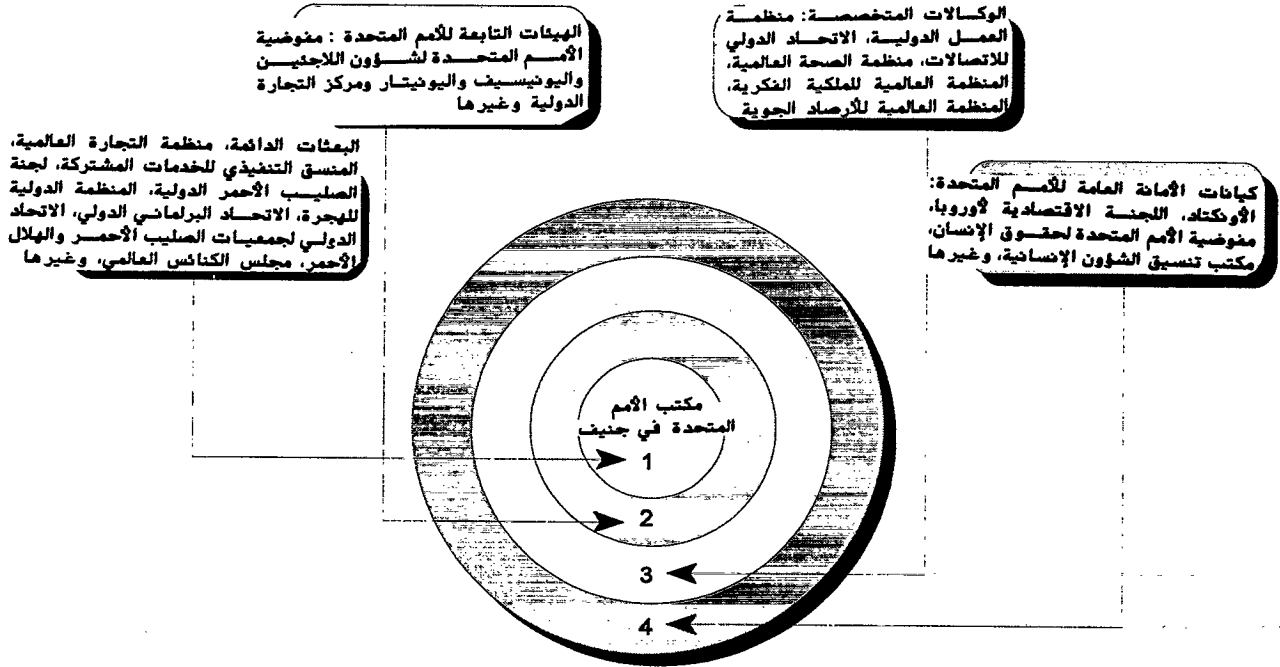 الهيئات التابعة للأمم المتحدة : مفوضية
الأمم المتحدة لشؤون اللاجئين
واليونيسيف واليونيتار ومركز التجارة
الدولية وغيرها
الوكالات المتخصصة: منظمة
العمل الدولية، الاتحاد الدولي
للاتصالات، منظمة الصحة العالمية،
المنظمة العالمية للملكية الفكرية،
المنظمة العالمية للأرصاد الجوية
البعثات الدائمة، منظمة التجارة العالمية،
المنسق التنفيذي للخدمات المشتركة، لجنة
الصليب الأحمر الدولية، المنظمة الدولية
للهجرة، الاتحاد البرلماني الدولي، الاتحاد
الدولي لجمعيات الصليب الأحمر والهلال
الأحمر، مجلس الكنائس العالمي، وغيرها
كيانات الأمانة العامة للأمم المتحدة:
الأونكتاد، اللجنة الاقتصادية لأوروبا،
مفوضية الأمم المتحدة لحقوق الإنسان،
مكتب تنسيق الشؤون الإنسانية، وغيرها
مكتب الأمم
المتحدة في جنيف
1
2
3
4